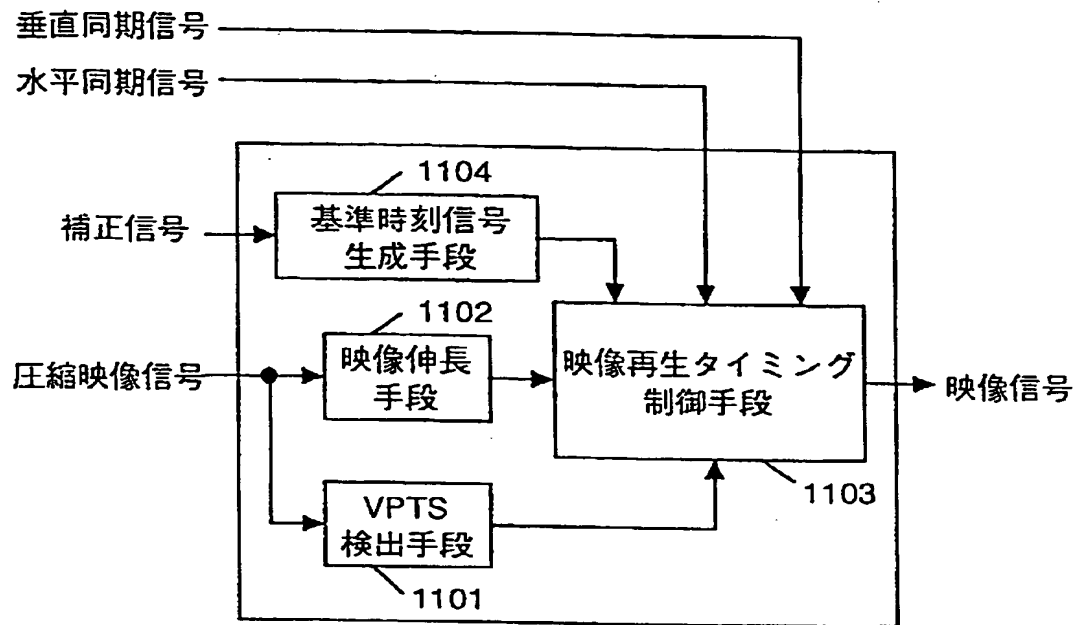 垂直同期信号
水平同期信号
1104
補正信号
基準時刻信号
生成手段
1102
圧縮映像信号
映像伸長
手段
映像再生タイミング
制御手段
映像信号
1103
VPTS
検出手段
1101